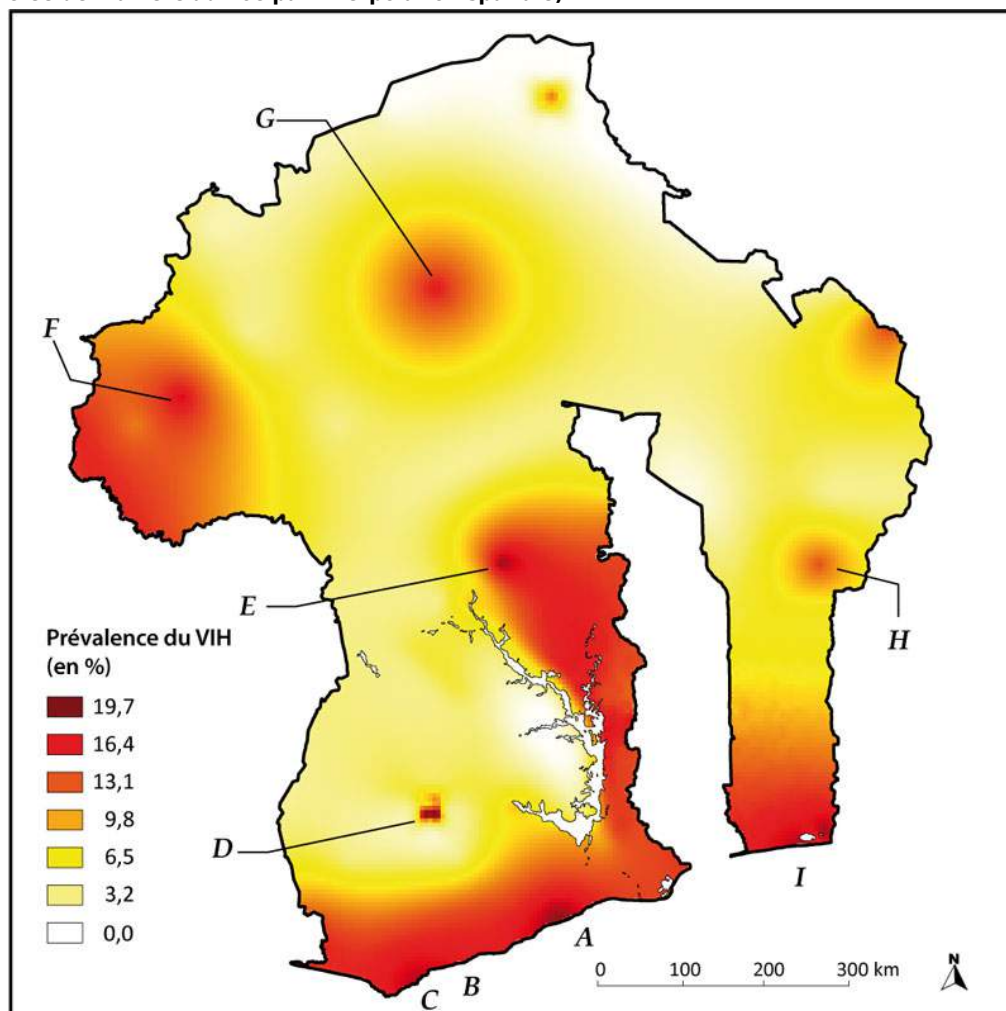 G
F
E
Prévalence du VIH
(en %)
19,7
16,4
13,1
9,8
6,5
3,2
0,0
H
D
I
A
B
C
0 100 200 300 km
N